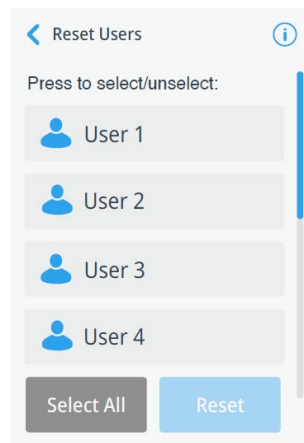 Reset Users
Press to select/unselect:
User 1
User 2
User 3
User 4
Select All Reset